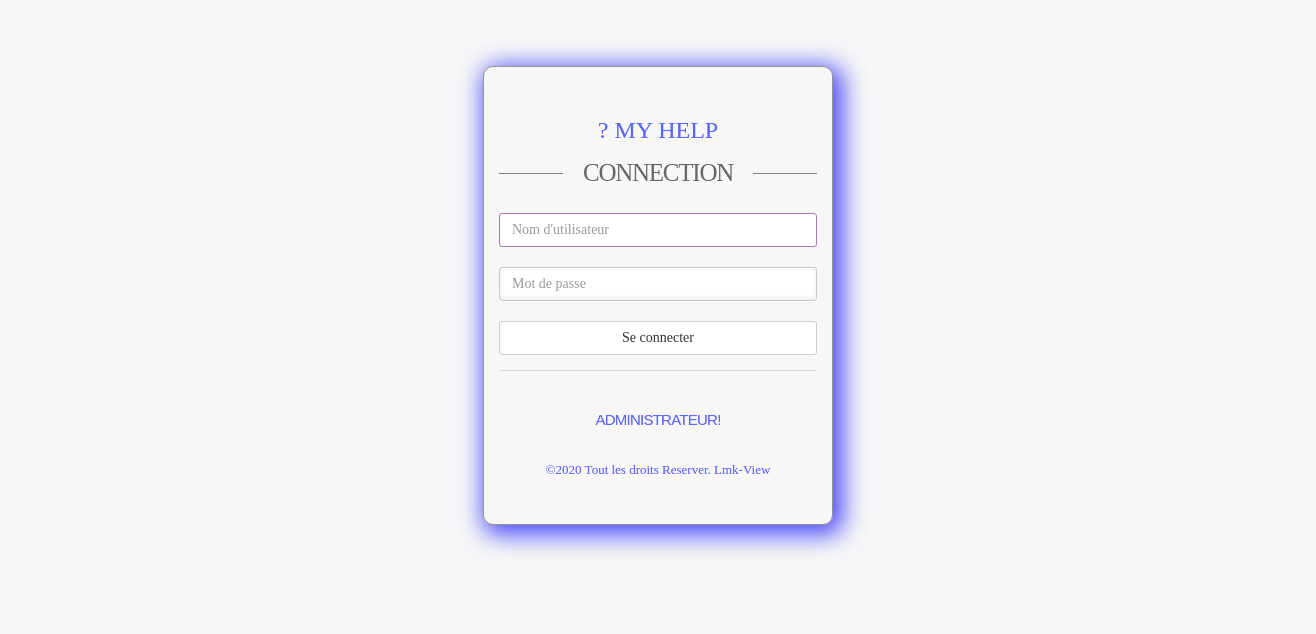 ? MY HELP
CONNECTION
Nom d'utilisateur
Mot de passe
Se connecter
ADMINISTRATEUR!
©2020 Tout les droits Reserver. Lmk-View